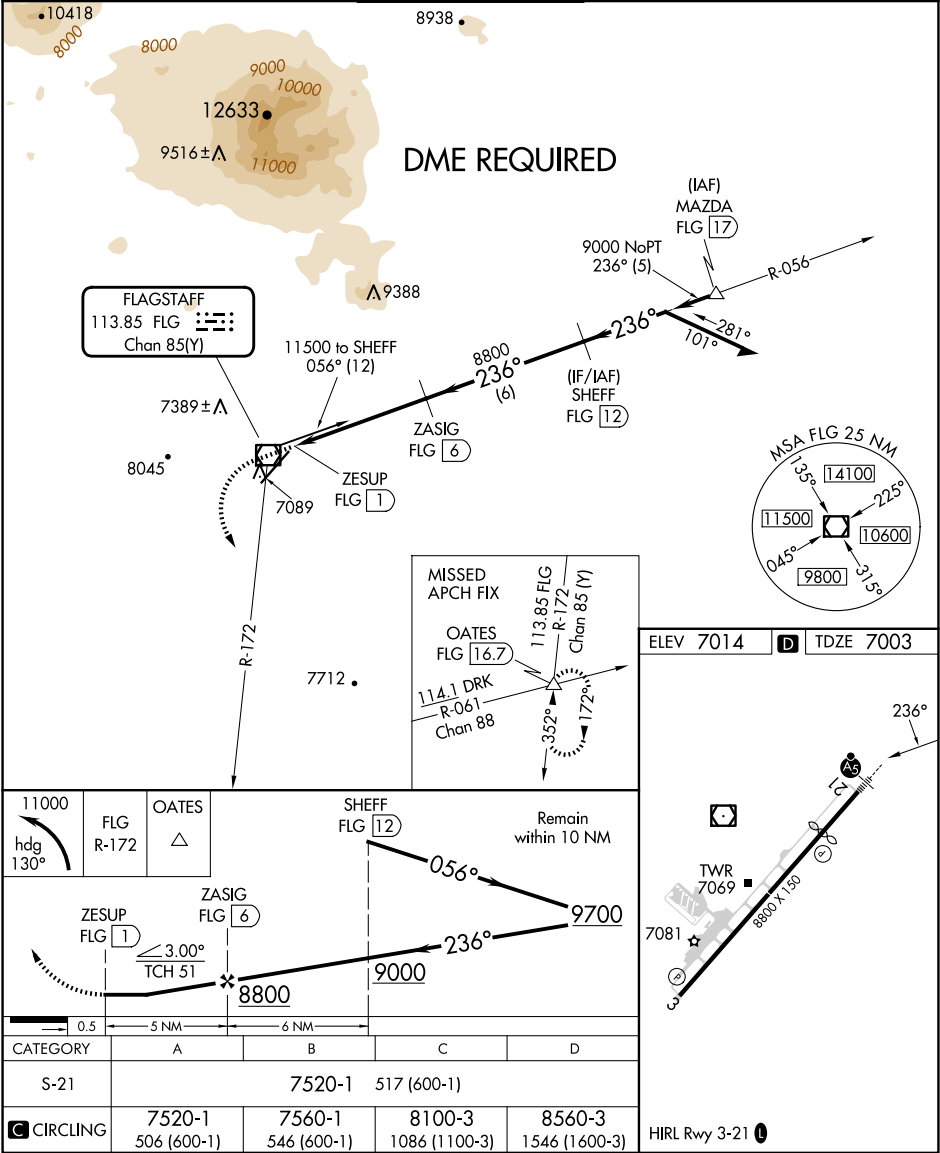 10418
8000
8000
8938
9000
10000
12633
9516±
11000
DME REQUIRED
(IAF)
MAZDA
FLG 17
9000 NoPT
236° (5)
R-056
9388
FLAGSTAFF
113.85 FLG
Chan 85(Y)
11500 to SHEFF
056° (12)
8800
236°
(6)
236°
281°
101°
(IF/IAF)
SHEFF
FLG 12
7389±
8045
ZASIG
FLG 6
ZESUP
FLG 1
7089
MSA FLG 25 NM
135°
14100
225°
11500
10600
045°
9800
315°
R-172
7712
MISSED
APCH FIX
113.85 FLG
R-172
Chan 85 (Y)
OATES
FLG 16.7
114.1 DRK
R-061
Chan 88
352°
172°
ELEV 7014 D TDZE 7003
236°
A5
21
P
TWR
7069
8800 X 150
7081
P
3
HIRL Rwy 3-21 L
11000
hdg
130°
FLG
R-172
OATES
SHEFF
FLG 12
Remain
within 10 NM
056°
9700
236°
9000
ZASIG
FLG 6
ZESUP
FLG 1
3.00°
TCH 51
8800
0.5
5 NM
6 NM
CATEGORY A B C D
S-21 7520-1 517 (600-1)
C CIRCLING
7520-1 7560-1 8100-3 8560-3
506 (600-1) 546 (600-1) 1086 (1100-3) 1546 (1600-3)